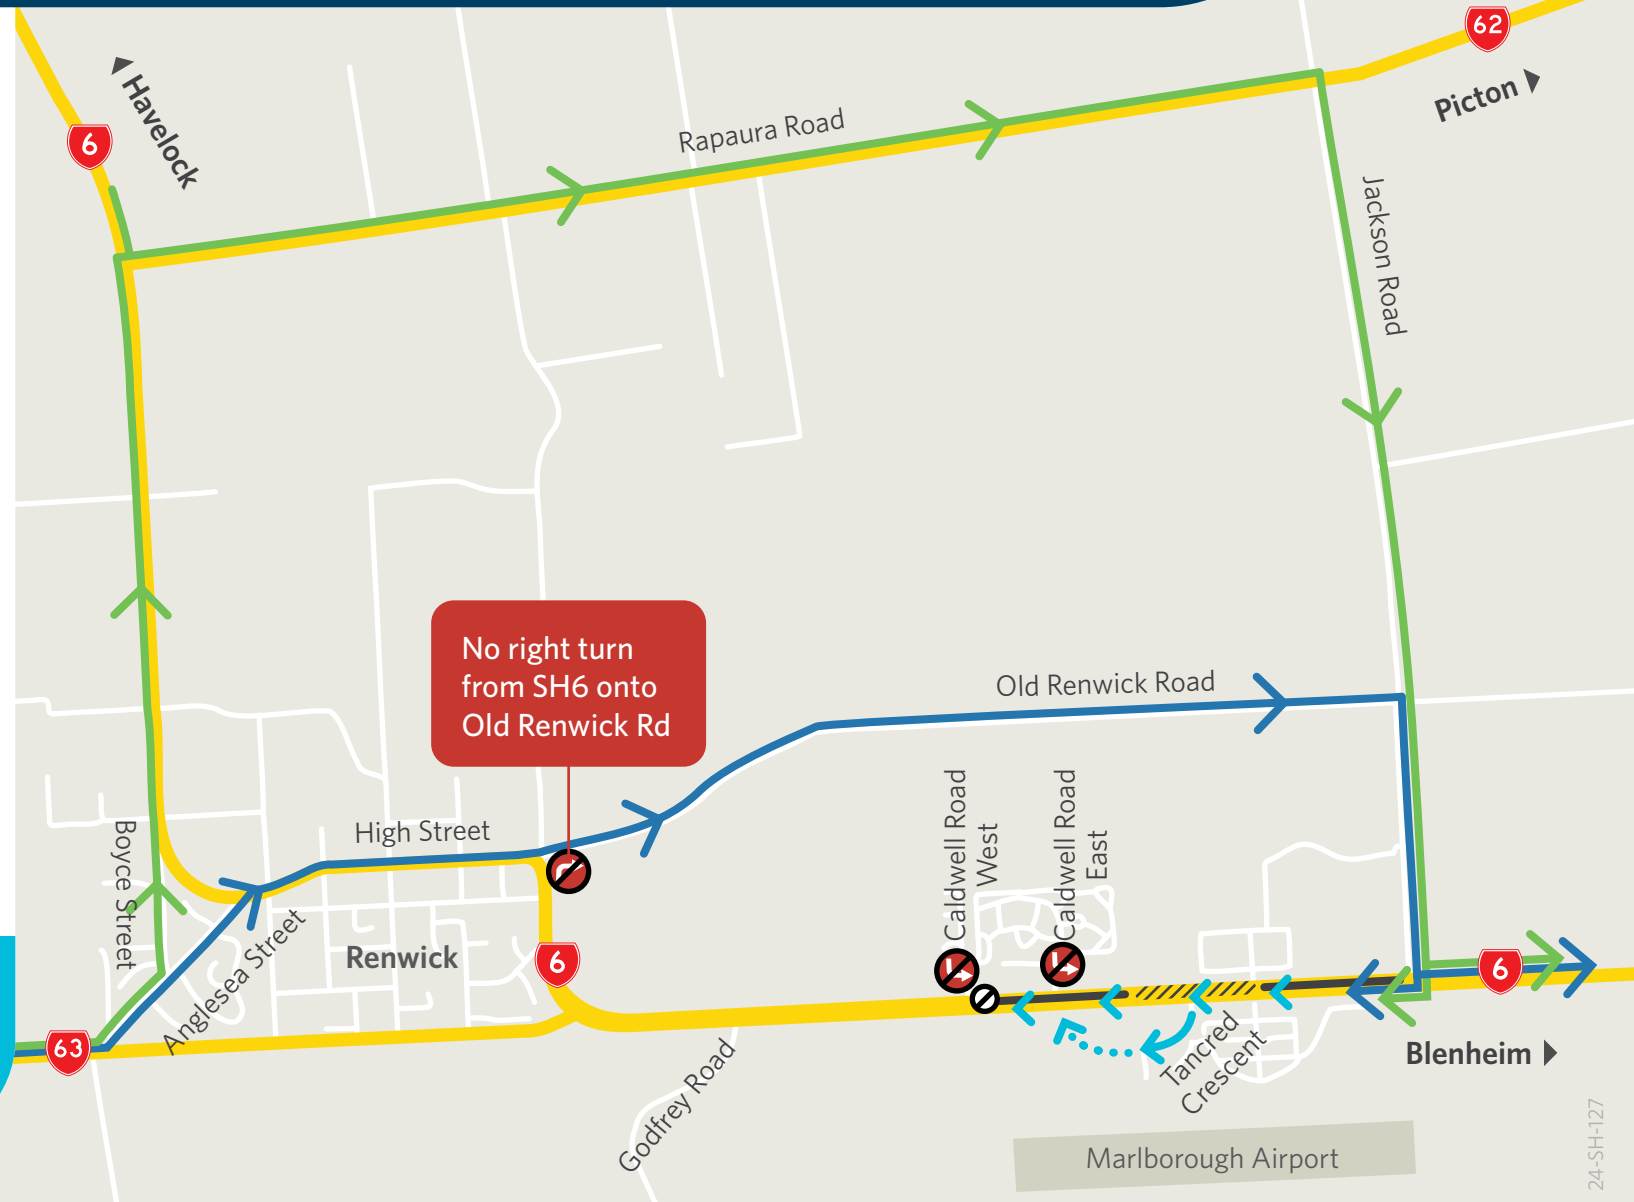 62
Picton
Havelock
6
Rapaura Road
Jackson Road
No right turn
from SH6 onto
Old Renwick Rd
Old Renwick Road
Caldwell Road
West
Caldwell Road
East
High Street
Boyce Street
Anglesea Street
Renwick
6
6
63
Tancred
Crescent
Blenheim
Godfrey Road
Marlborough Airport
24-SH-127